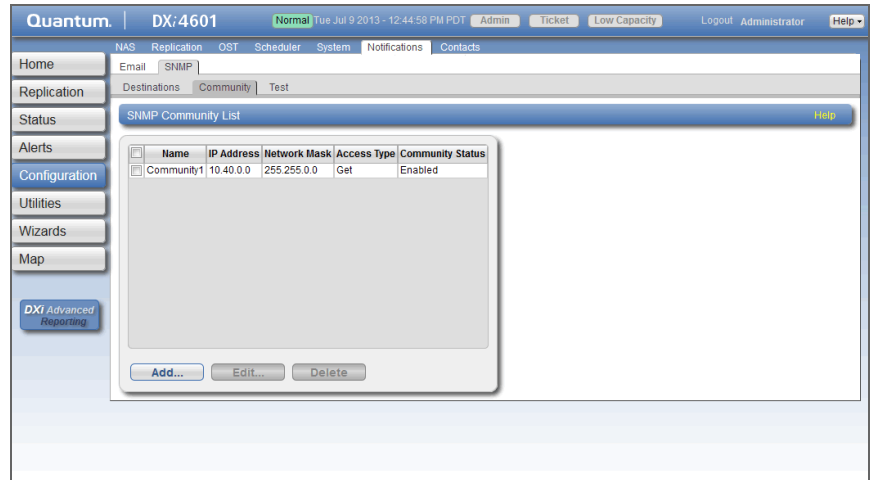 Quantum. DXi 4601 Normal Tue Jul 9 2013 - 12:44:58 PM PDT Admin Ticket Low Capacity Logout Administrator Help
NAS Replication OST Scheduler System Notifications Contacts
Home
Email SNMP
Replication
Destinations Community Test
Status
SNMP Community List Help
Alerts
Name IP Address Network Mask Access Type Community Status
Configuration
Community1 10.40.0.0 255.255.0.0 Get Enabled
Utilities
Wizards
Map
DXi Advanced
Reporting
Add... Edit... Delete